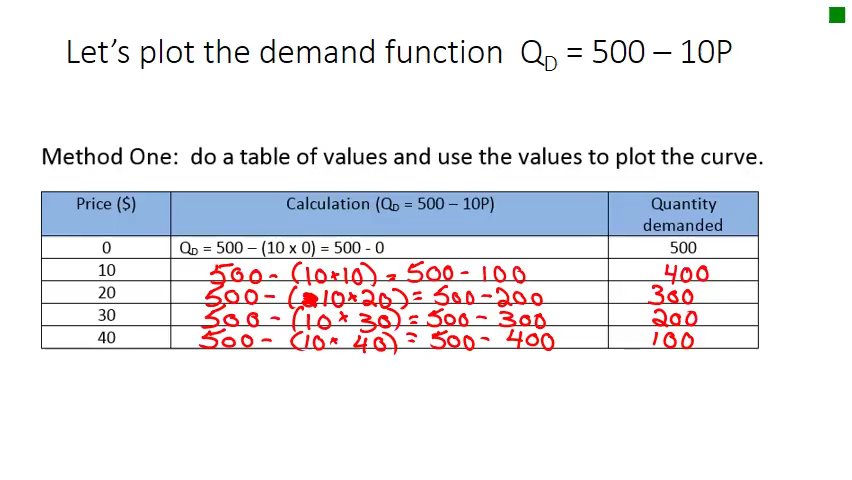 Let's plot the demand function Q_D = 500 – 10P
Method One: do a table of values and use the values to plot the curve.
Price ($) Calculation (Q_D = 500 – 10P) Quantity demanded
0 Q_D = 500 – (10 x 0) = 500 - 0 500
10 500 - (10 * 10) = 500 - 100 400
20 500 - (10 * 20) = 500 - 200 300
30 500 - (10 * 30) = 500 - 300 200
40 500 - (10 * 40) = 500 - 400 100